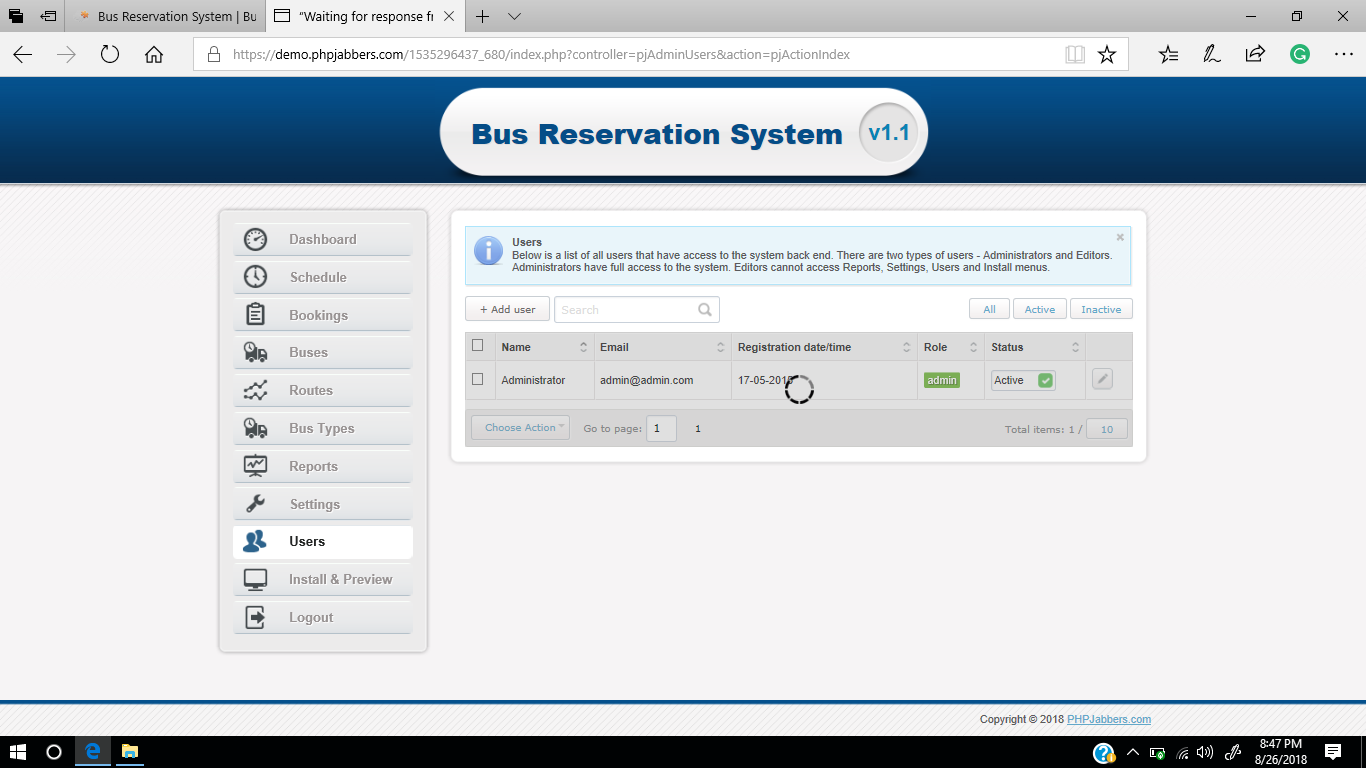 Bus Reservation System | Bu
"Waiting for response fr
https://demo.phpjabbers.com/1535296437_680/index.php?controller=pjAdminUsers&action=pjActionIndex
Bus Reservation System v1.1
Dashboard
Schedule
Bookings
Buses
Routes
Bus Types
Reports
Settings
Users
Install & Preview
Logout
Users
Below is a list of all users that have access to the system back end. There are two types of users - Administrators and Editors.
Administrators have full access to the system. Editors cannot access Reports, Settings, Users and Install menus.
+ Add user Search All Active Inactive
Name Email Registration date/time Role Status
Administrator admin@admin.com 17-05-201 admin Active
Choose Action Go to page: 1 1 Total items: 1 / 10
Copyright © 2018 PHPJabbers.com
8:47 PM
8/26/2018